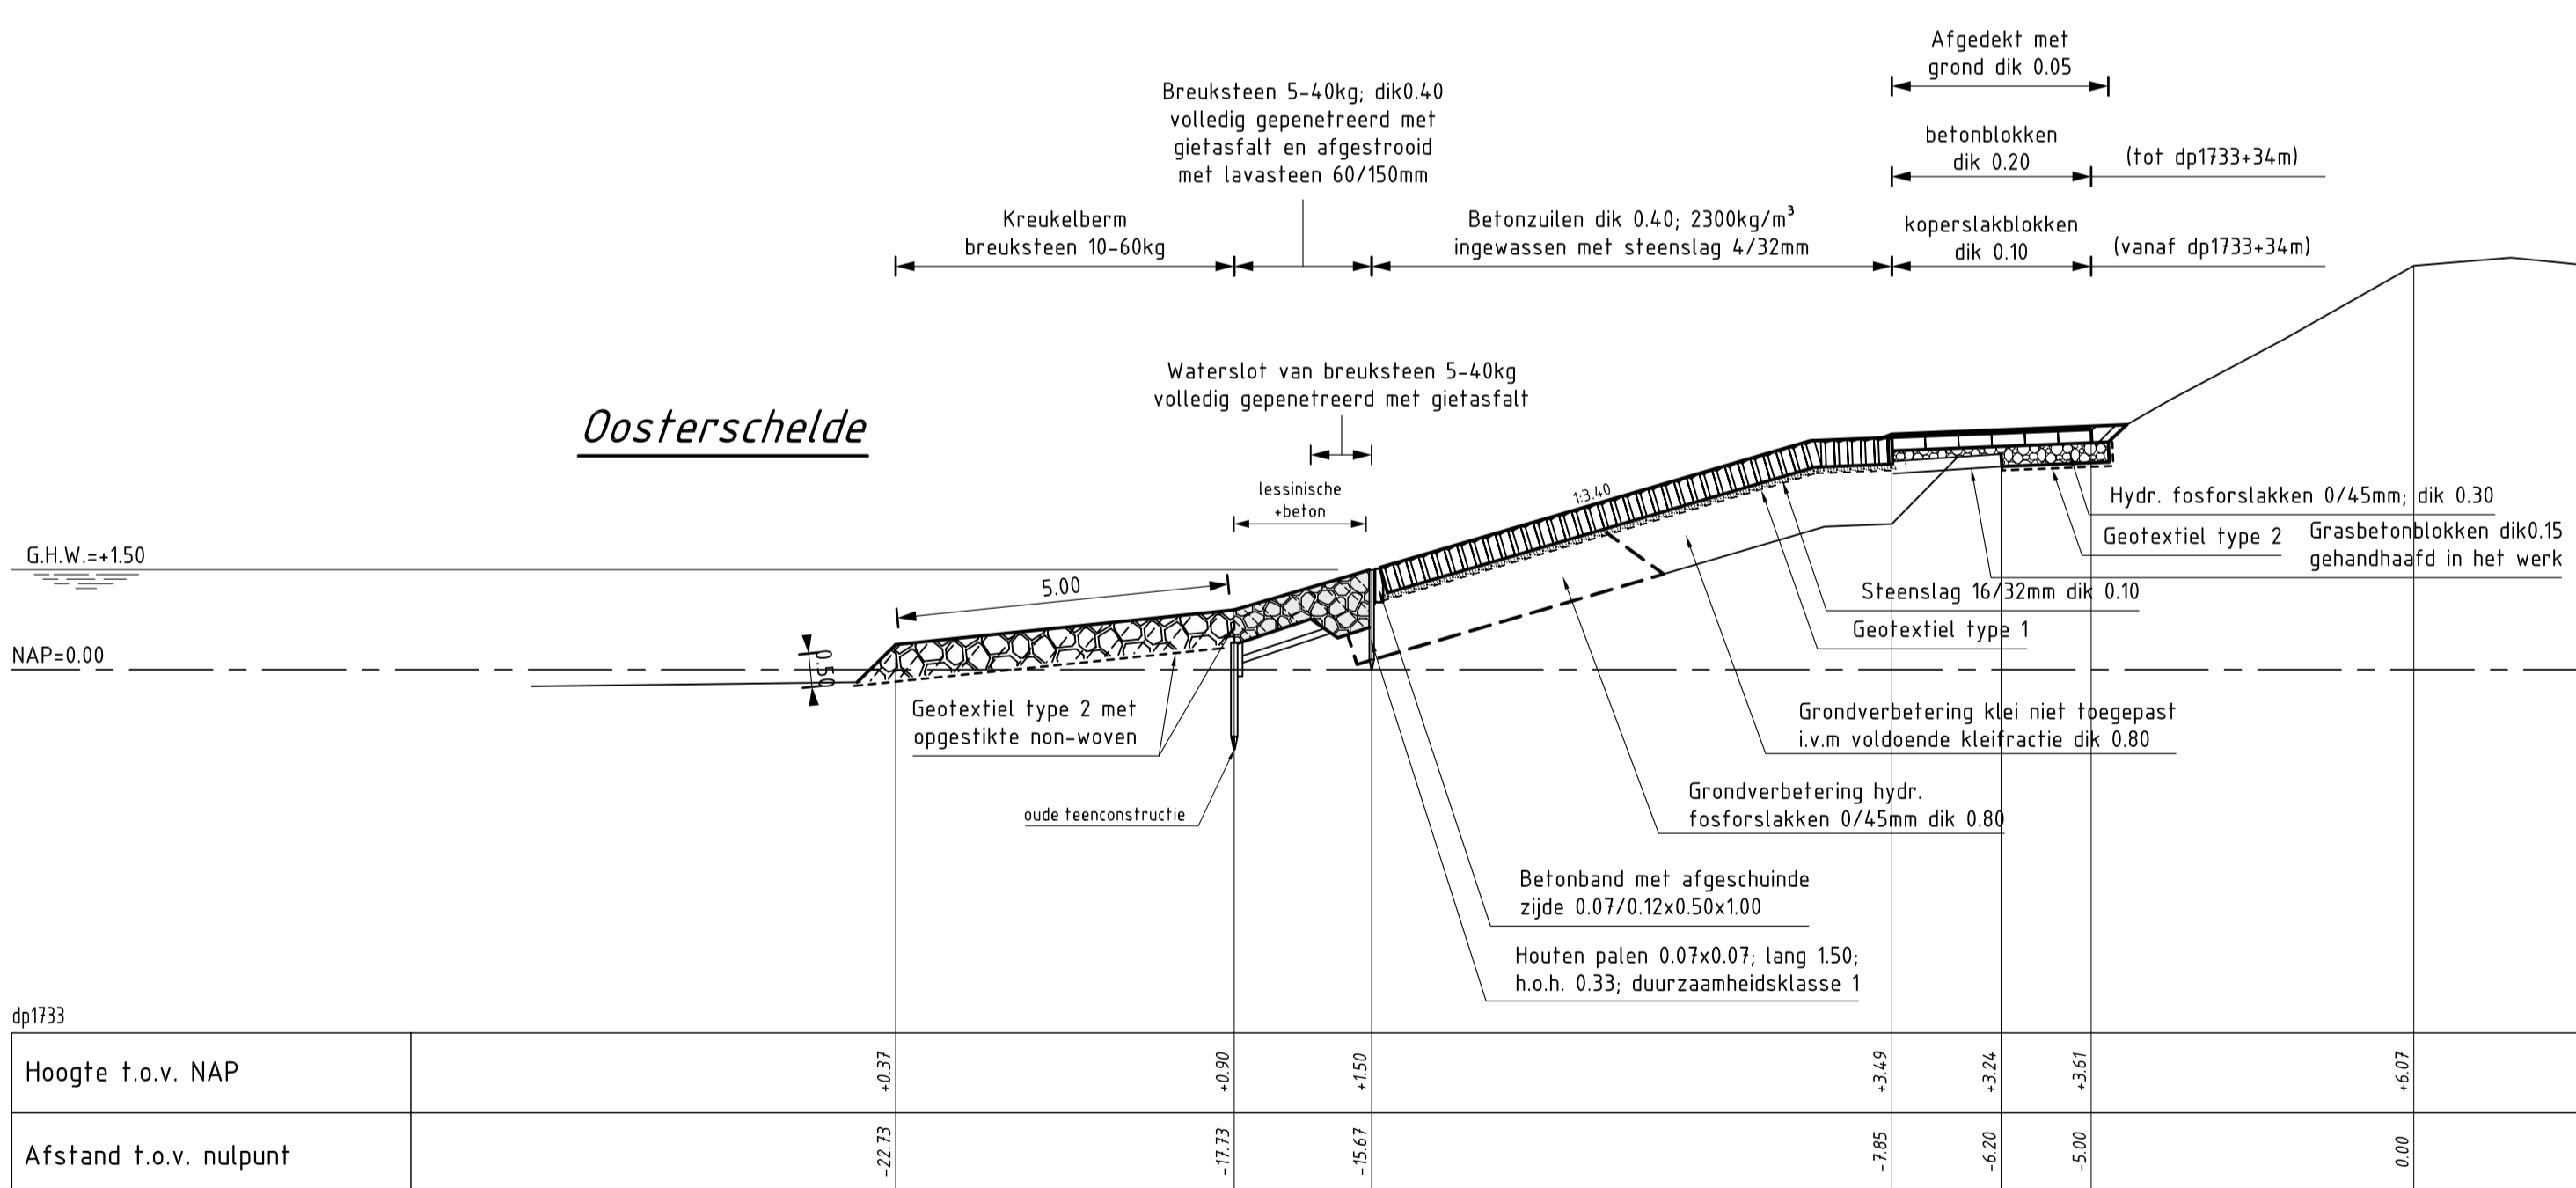 Afgedekt met
grond dik 0.05
Breuksteen 5-40kg; dik0.40
volledig gepenetreerd met
gietasfalt en afgestrooid
met lavasteen 60/150mm
betonblokken
dik 0.20
(tot dp1733+34m)
Kreukelberm
breuksteen 10-60kg
Betonzuilen dik 0.40; 2300kg/m³
ingewassen met steenslag 4/32mm
koperslakblokken
dik 0.10
(vanaf dp1733+34m)
Waterslot van breuksteen 5-40kg
volledig gepenetreerd met gietasfalt
Oosterschelde
lessinische
+beton
1:3.40
G.H.W.=+1.50
5.00
NAP=0.00
0.50
Hydr. fosforslakken 0/45mm; dik 0.30
Geotextiel type 2
Grasbetonblokken dik0.15
gehandhaafd in het werk
Steenslag 16/32mm dik 0.10
Geotextiel type 1
Geotextiel type 2 met
opgestikte non-woven
Grondverbetering klei niet toegepast
i.v.m voldoende kleifractie dik 0.80
oude teenconstructie
Grondverbetering hydr.
fosforslakken 0/45mm dik 0.80
Betonband met afgeschuinde
zijde 0.07/0.12x0.50x1.00
Houten palen 0.07x0.07; lang 1.50;
h.o.h. 0.33; duurzaamheidsklasse 1
dp1733
Hoogte t.o.v. NAP +0.37 +0.90 +1.50 +3.49 +3.24 +3.61 +6.07
Afstand t.o.v. nulpunt -22.73 -17.73 -15.67 -7.85 -6.20 -5.00 0.00